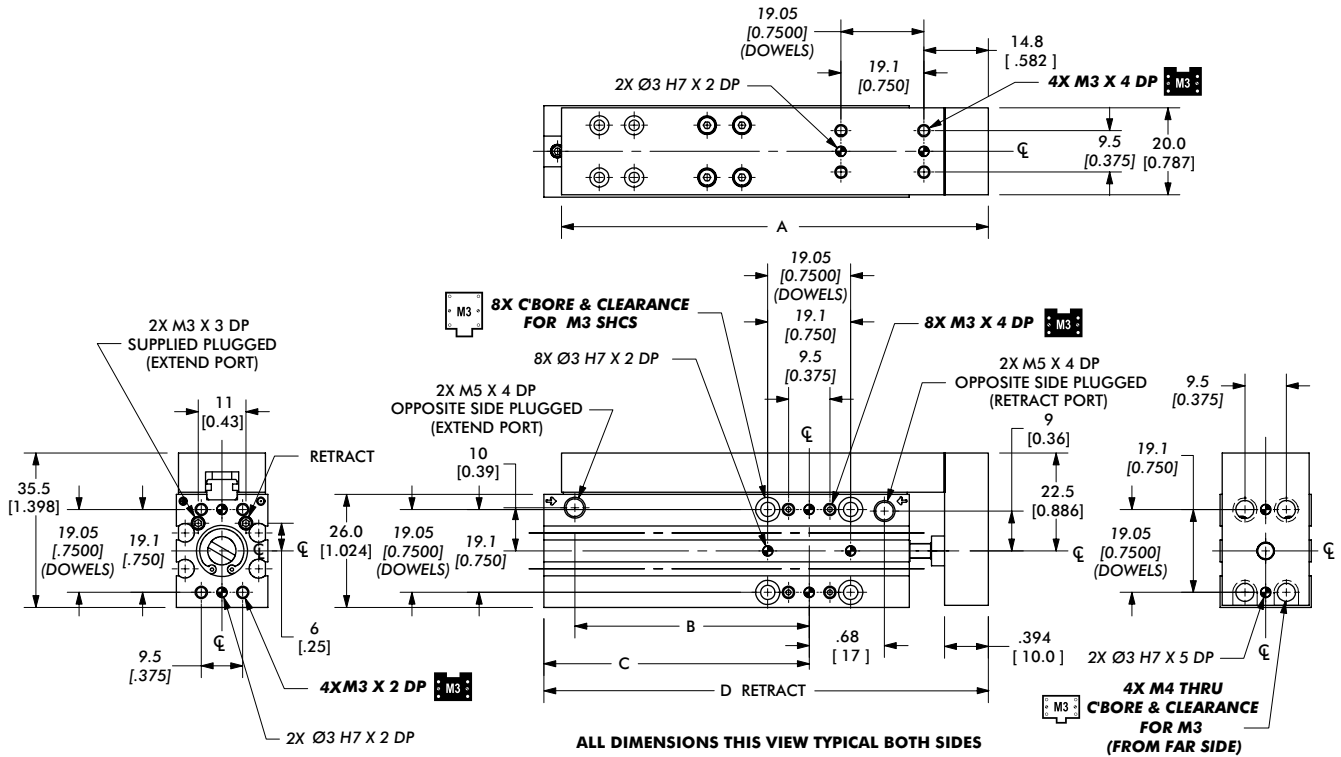 19.05
[0.7500]
(DOWELS)
14.8
[ .582 ]
19.1
[0.750]
2X Ø3 H7 X 2 DP
4X M3 X 4 DP
M3
9.5
[0.375]
20.0
[0.787]
℄
A
19.05
[0.7500]
(DOWELS)
M3
8X C'BORE & CLEARANCE
FOR M3 SHCS
19.1
[0.750]
8X M3 X 4 DP
M3
2X M3 X 3 DP
SUPPLIED PLUGGED
(EXTEND PORT)
8X Ø3 H7 X 2 DP
9.5
[0.375]
2X M5 X 4 DP
OPPOSITE SIDE PLUGGED
(RETRACT PORT)
2X M5 X 4 DP
OPPOSITE SIDE PLUGGED
(EXTEND PORT)
9.5
[0.375]
11
[0.43]
℄
9
[0.36]
RETRACT
10
[0.39]
19.1
[0.750]
35.5
[1.398]
22.5
[0.886]
26.0
[1.024]
19.05
[.7500]
(DOWELS)
19.1
[.750]
℄
℄
19.05
[0.7500]
(DOWELS)
19.1
[0.750]
℄
19.05
[0.7500]
(DOWELS)
℄
6
[.25]
℄
B
.68
[ 17 ]
.394
[ 10.0 ]
℄
9.5
[.375]
C
2X Ø3 H7 X 5 DP
4X M3 X 2 DP
M3
D RETRACT
M3
4X M4 THRU
C'BORE & CLEARANCE
FOR M3
(FROM FAR SIDE)
2X Ø3 H7 X 2 DP
ALL DIMENSIONS THIS VIEW TYPICAL BOTH SIDES